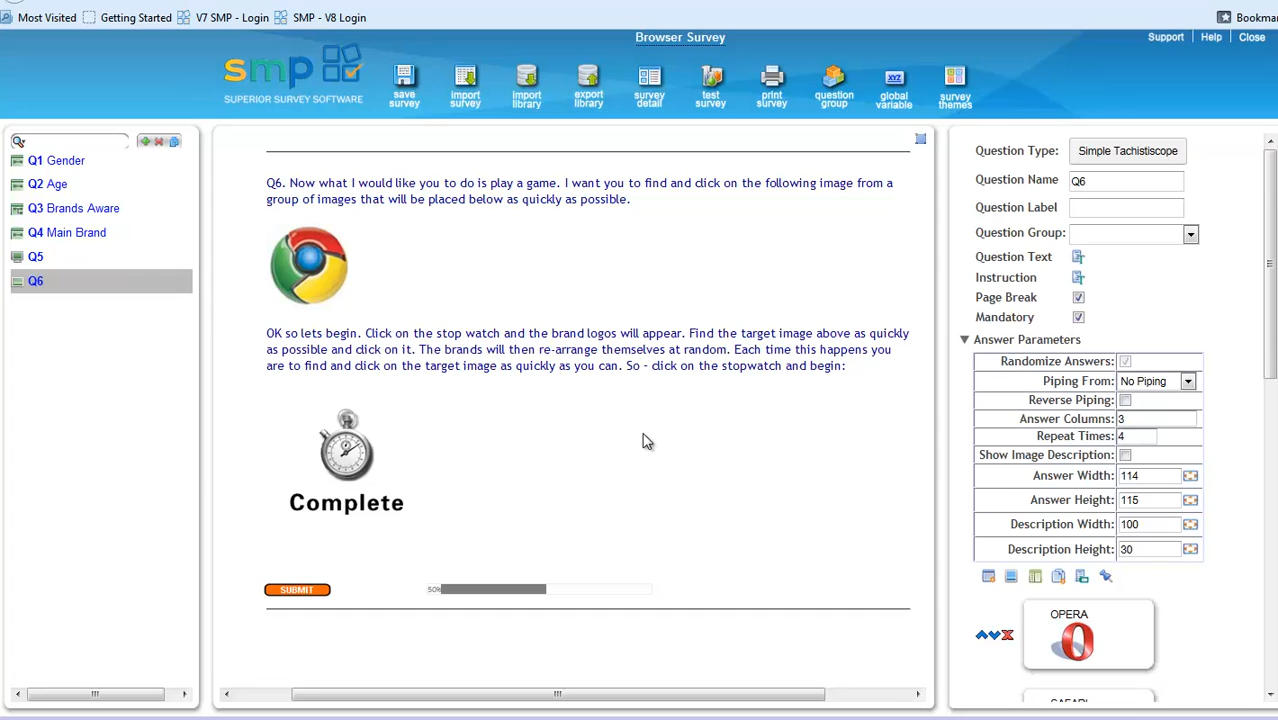 Most Visited Getting Started V7 SMP - Login SMP - V8 Login Bookmar
Browser Survey
Support Help Close
smp
SUPERIOR SURVEY SOFTWARE
save survey
import survey
import library
export library
survey detail
test survey
print survey
question group
XYZ
global variable
survey themes
Q1 Gender
Q2 Age
Q3 Brands Aware
Q4 Main Brand
Q5
Q6
Q6. Now what I would like you to do is play a game. I want you to find and click on the following image from a
group of images that will be placed below as quickly as possible.
OK so lets begin. Click on the stop watch and the brand logos will appear. Find the target image above as quickly
as possible and click on it. The brands will then re-arrange themselves at random. Each time this happens you
are to find and click on the target image as quickly as you can. So - click on the stopwatch and begin:
Complete
SUBMIT 50%
Question Type: Simple Tachistiscope
Question Name Q6
Question Label
Question Group:
Question Text
Instruction
Page Break
Mandatory
Answer Parameters
Randomize Answers:
Piping From: No Piping
Reverse Piping:
Answer Columns: 3
Repeat Times: 4
Show Image Description:
Answer Width: 114
Answer Height: 115
Description Width: 100
Description Height: 30
OPERA